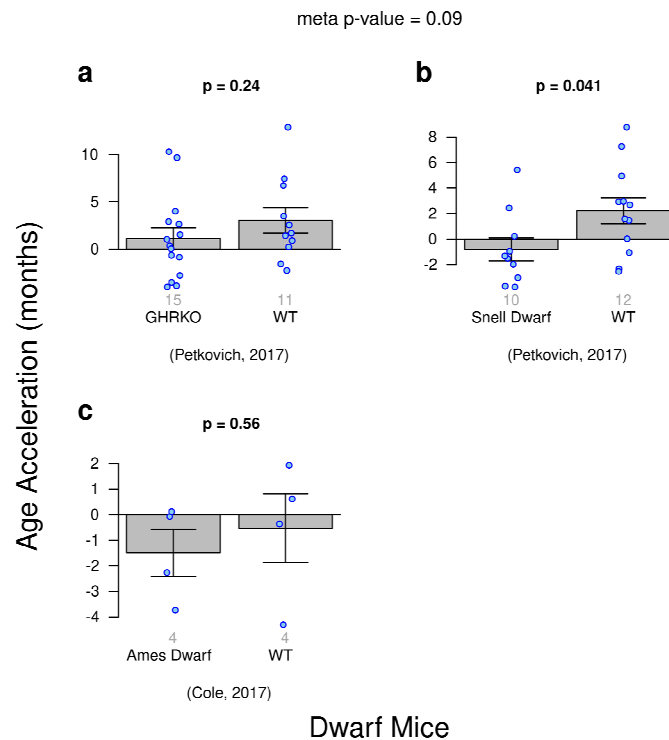 meta p-value = 0.09
a
p = 0.24
10
5
0
15
11
GHRKO
WT
(Petkovich, 2017)
b
p = 0.041
8
6
4
2
0
-2
10
12
Snell Dwarf
WT
(Petkovich, 2017)
c
p = 0.56
2
1
0
-1
-2
-3
-4
4
4
Ames Dwarf
WT
(Cole, 2017)
Age Acceleration (months)
Dwarf Mice